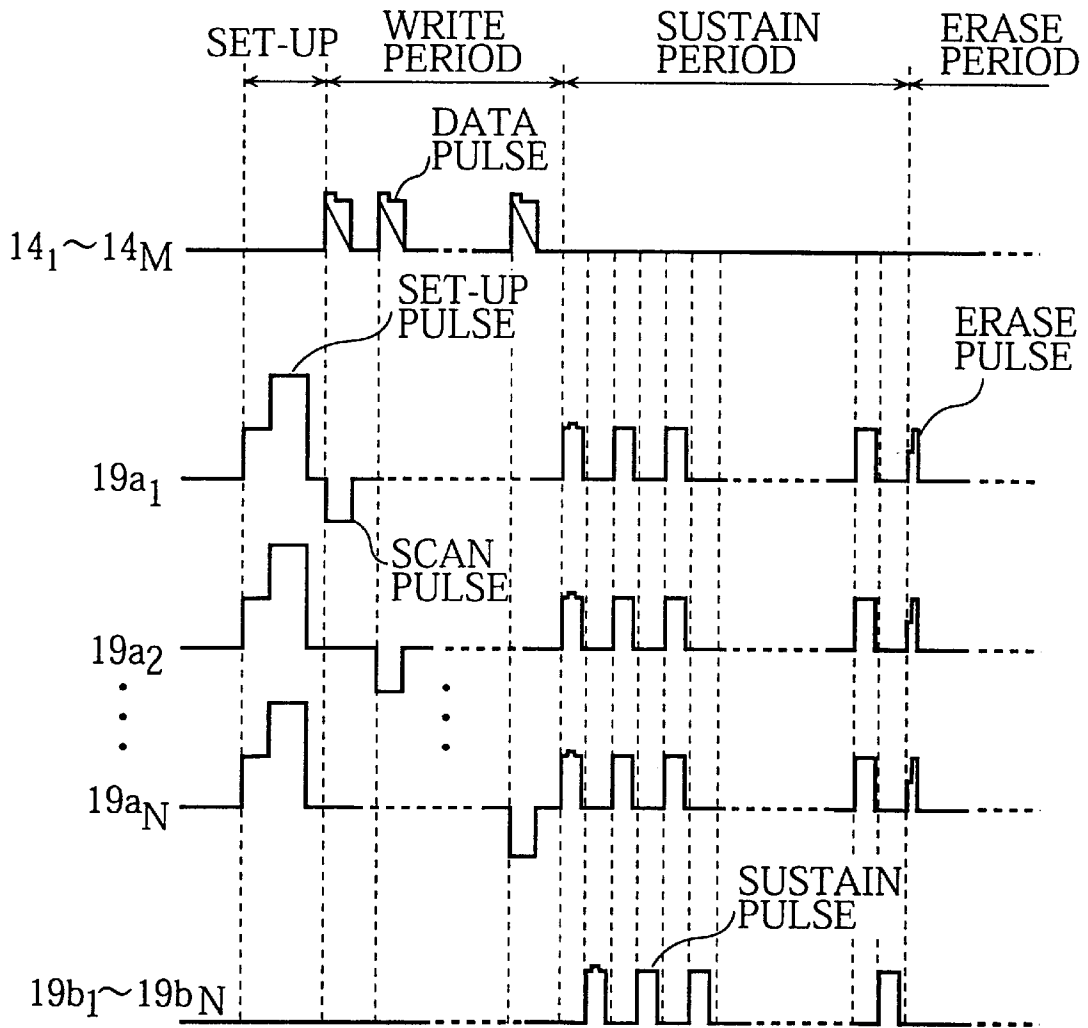 SET-UP
WRITE
PERIOD
SUSTAIN
PERIOD
ERASE
PERIOD
DATA
PULSE
14₁~14M
SET-UP
PULSE
ERASE
PULSE
19a₁
SCAN
PULSE
19a₂
19aN
SUSTAIN
PULSE
19b₁~19bN